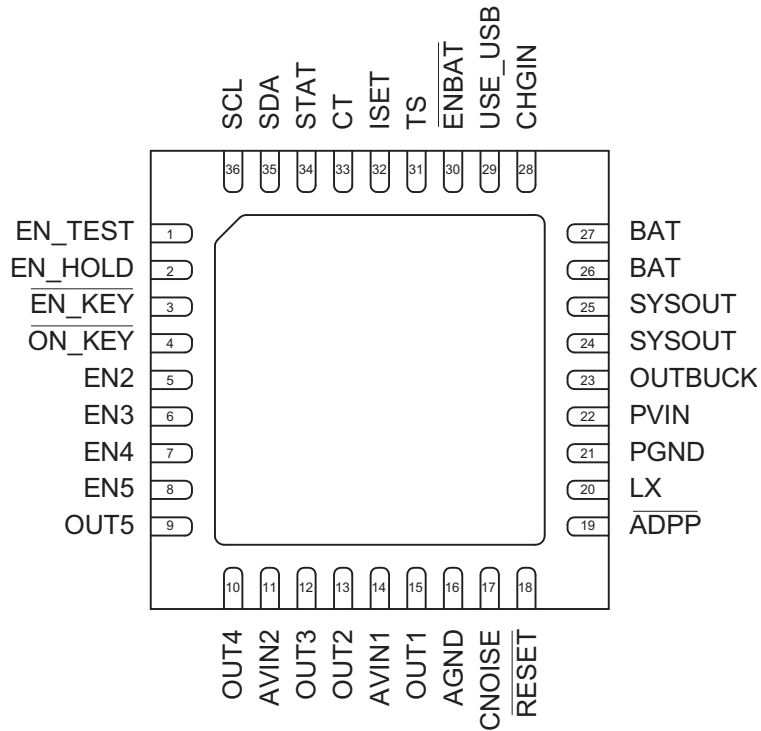 SCL
SDA
STAT
CT
ISET
TS
ENBAT
USE_USB
CHGIN
36
35
34
33
32
31
30
29
28
EN_TEST 1
EN_HOLD 2
EN_KEY 3
ON_KEY 4
EN2 5
EN3 6
EN4 7
EN5 8
OUT5 9
27 BAT
26 BAT
25 SYSOUT
24 SYSOUT
23 OUTBUCK
22 PVIN
21 PGND
20 LX
19 ADPP
10
11
12
13
14
15
16
17
18
OUT4
AVIN2
OUT3
OUT2
AVIN1
OUT1
AGND
CNOISE
RESET